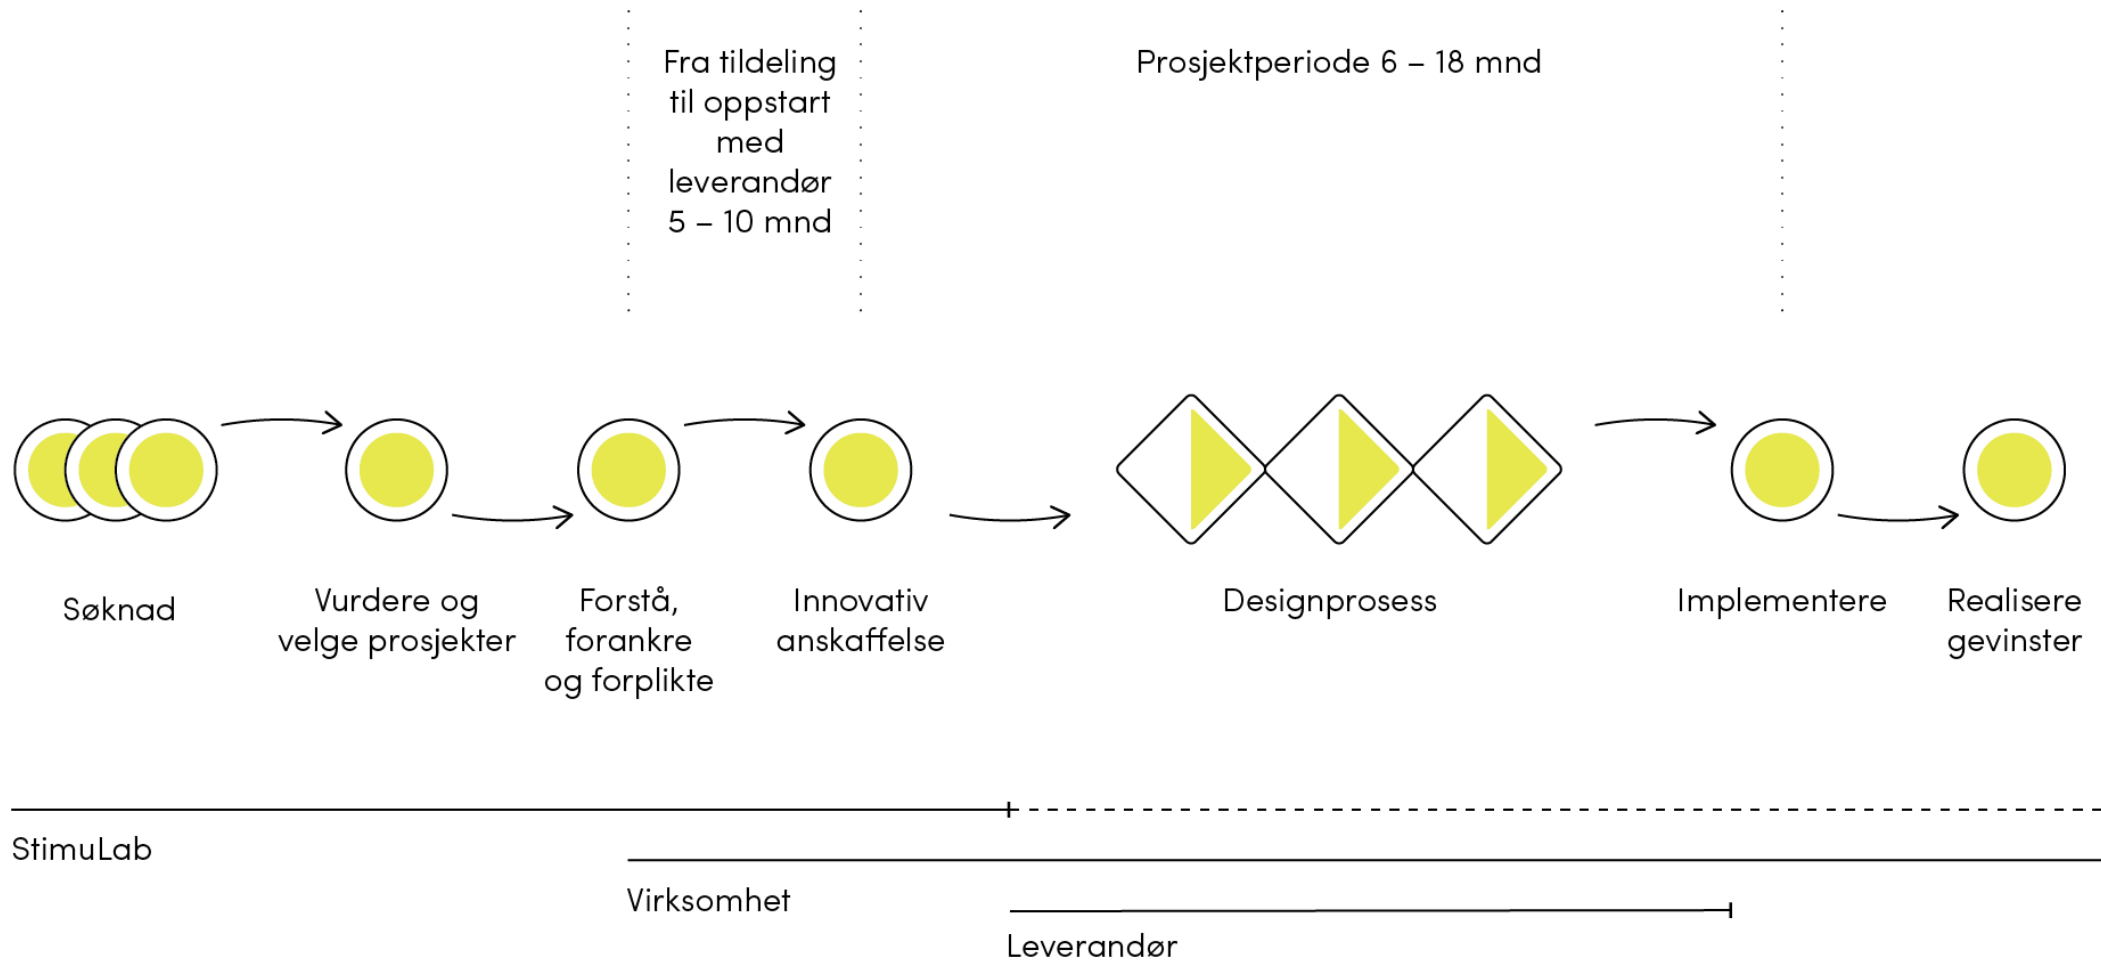 Fra tildeling
til oppstart
med
leverandør
5 – 10 mnd
Prosjektperiode 6 – 18 mnd
Søknad
Vurdere og
velge prosjekter
Forstå,
forankre
og forplikte
Innovativ
anskaffelse
Designprosess
Implementere
Realisere
gevinster
StimuLab
Virksomhet
Leverandør